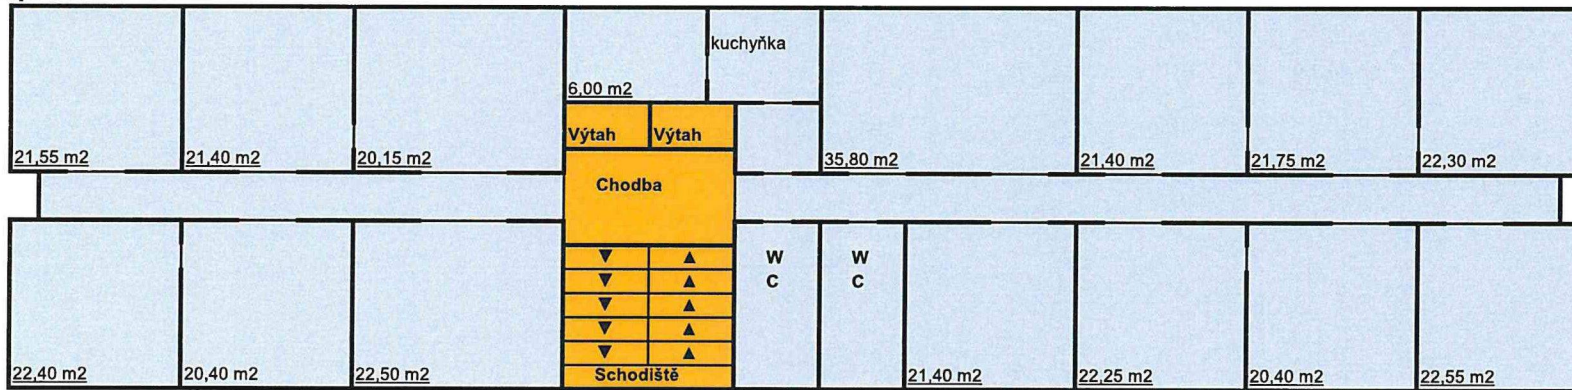 kuchyňka
6,00 m2
Výtah Výtah
21,55 m2 21,40 m2 20,15 m2 35,80 m2 21,40 m2 21,75 m2 22,30 m2
Chodba
W W
C C
22,40 m2 20,40 m2 22,50 m2 Schodiště 21,40 m2 22,25 m2 20,40 m2 22,55 m2